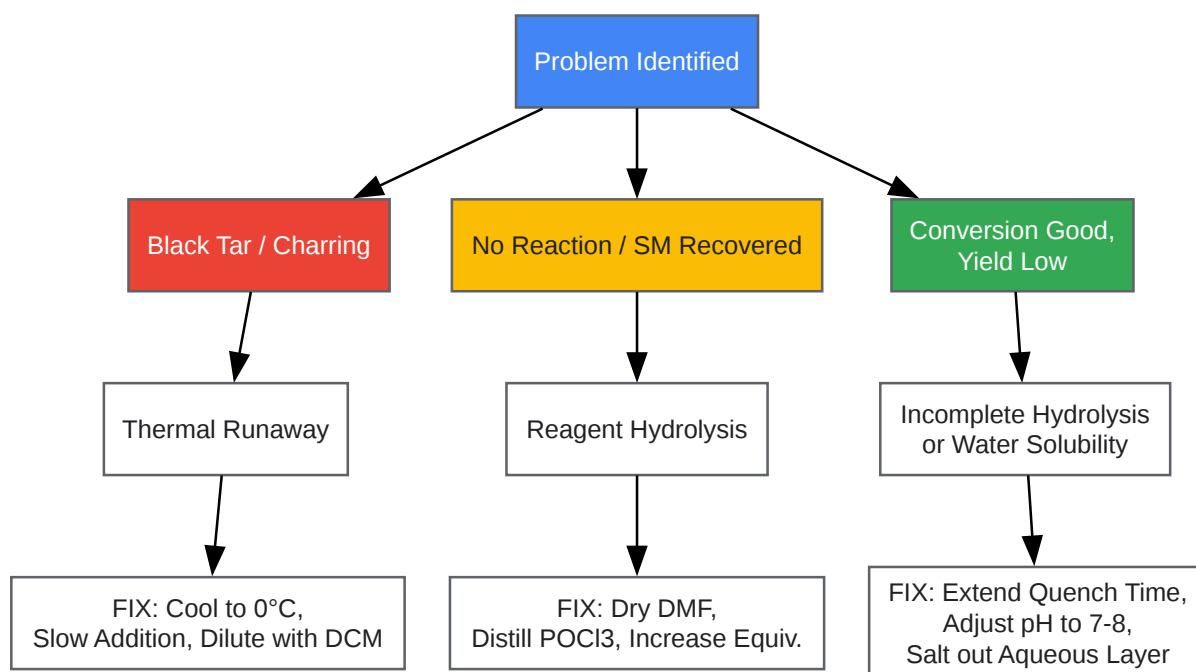 Problem Identified
Black Tar / Charring
No Reaction / SM Recovered
Conversion Good,
Yield Low
Thermal Runaway
Reagent Hydrolysis
Incomplete Hydrolysis
or Water Solubility
FIX: Cool to 0°C,
Slow Addition, Dilute with DCM
FIX: Dry DMF,
Distill POCl3, Increase Equiv.
FIX: Extend Quench Time,
Adjust pH to 7-8,
Salt out Aqueous Layer